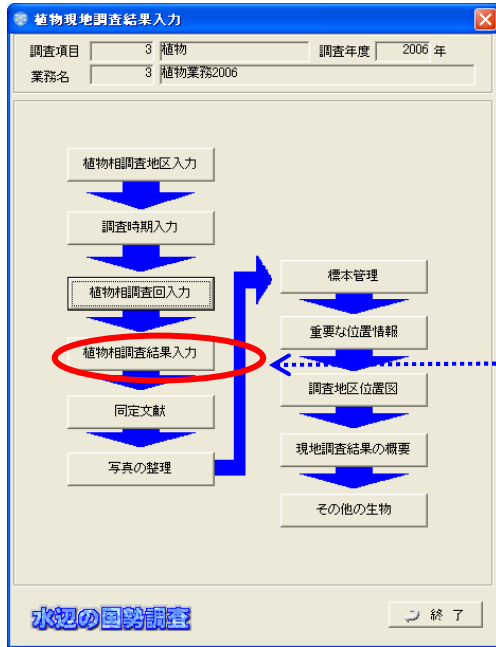 植物現地調査結果入力
調査項目 3 植物 調査年度 2006 年
業務名 3 植物業務2006
植物相調査地区入力
調査時期入力
植物相調査回入力
植物相調査結果入力
同定文献
写真の整理
標本管理
重要な位置情報
調査地区位置図
現地調査結果の概要
その他の生物
水辺の国勢調査
終 了